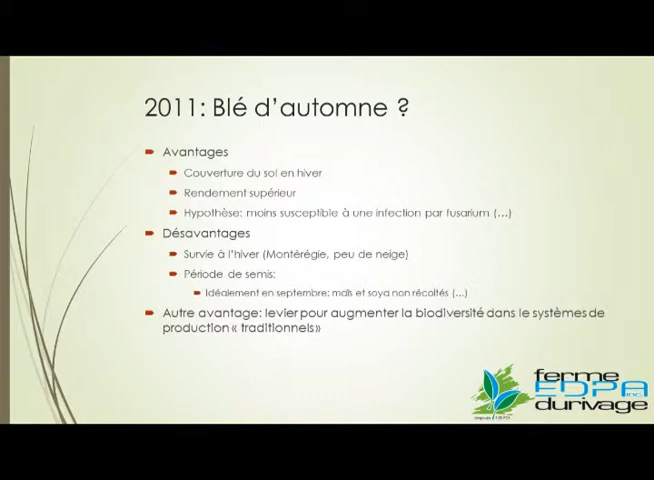 2011: Blé d'automne ?
Avantages
Couverture du sol en hiver
Rendement supérieur
Hypothèse: moins susceptible à une infection par fusarium (...)
Désavantages
Survie à l'hiver (Montérégie, peu de neige)
Période de semis:
Idéalement en septembre: maïs et soya non récoltés (...)
Autre avantage: levier pour augmenter la biodiversité dans le systèmes de
production « traditionnels»
ferme
EDPA inc
durivage